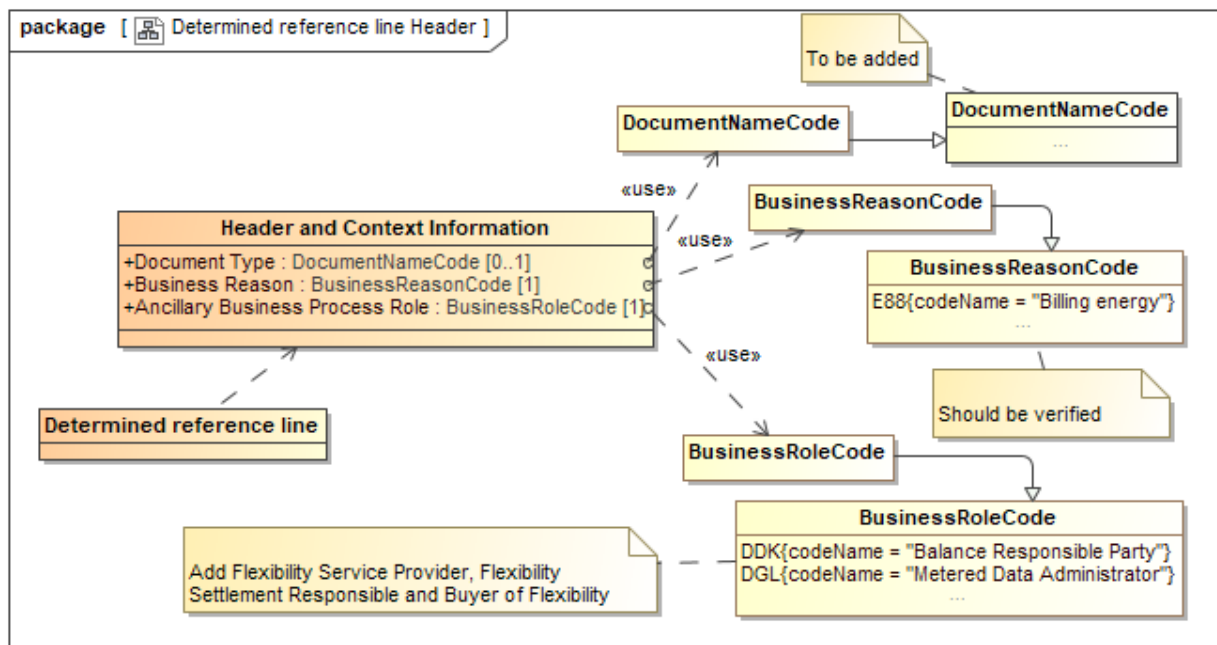 package [ Determined reference line Header ]
To be added
DocumentNameCode
DocumentNameCode
...
«use»
BusinessReasonCode
«use»
Header and Context Information
+Document Type : DocumentNameCode [0..1]
+Business Reason : BusinessReasonCode [1]
+Ancillary Business Process Role : BusinessRoleCode [1]
BusinessReasonCode
E88{codeName = "Billing energy"}
...
«use»
Should be verified
Determined reference line
BusinessRoleCode
BusinessRoleCode
DDK{codeName = "Balance Responsible Party"}
DGL{codeName = "Metered Data Administrator"}
...
Add Flexibility Service Provider, Flexibility
Settlement Responsible and Buyer of Flexibility